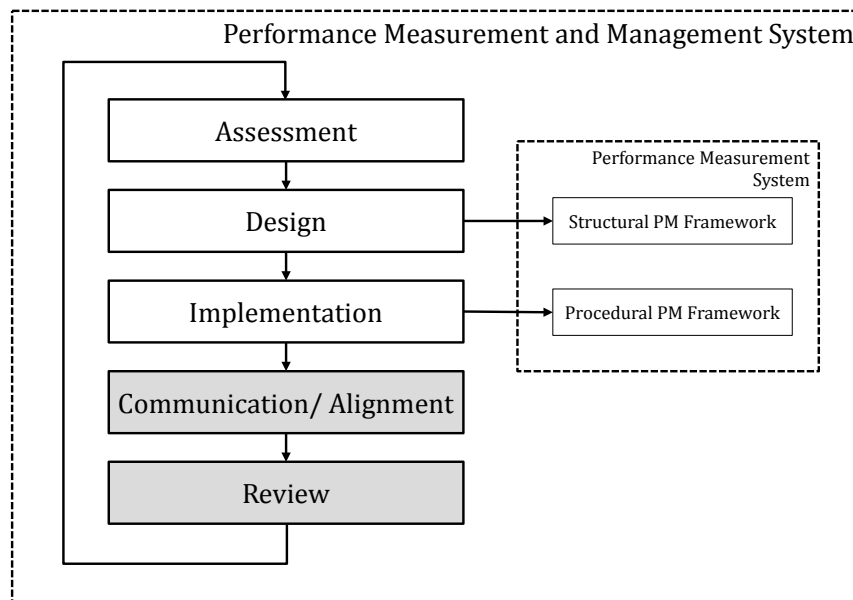 Performance Measurement and Management System
Assessment
Performance Measurement
System
Design
Structural PM Framework
Implementation
Procedural PM Framework
Communication/ Alignment
Review